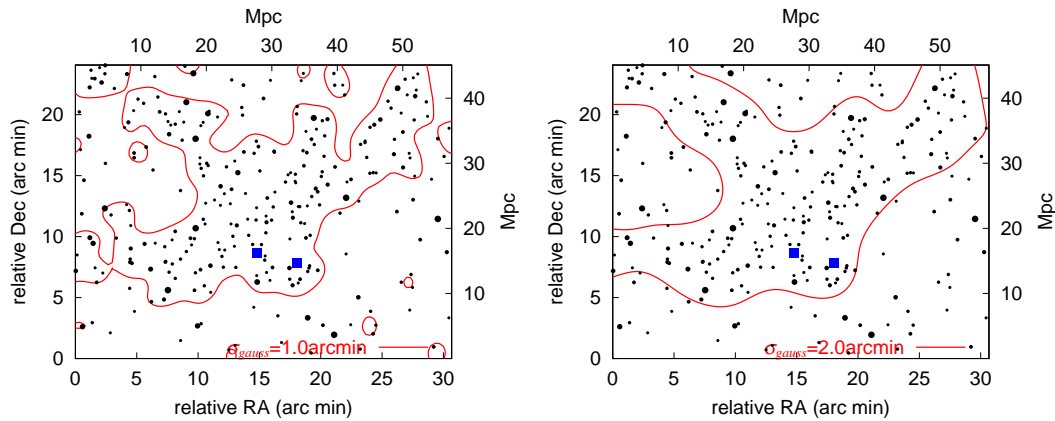 Mpc
10 20 30 40 50
20
15
10
5
0
relative Dec (arc min)
40
30
20
10
Mpc
σgauss=1.0arcmin
0 5 10 15 20 25 30
relative RA (arc min)
Mpc
10 20 30 40 50
20
15
10
5
0
relative Dec (arc min)
40
30
20
10
Mpc
σgauss=2.0arcmin
0 5 10 15 20 25 30
relative RA (arc min)